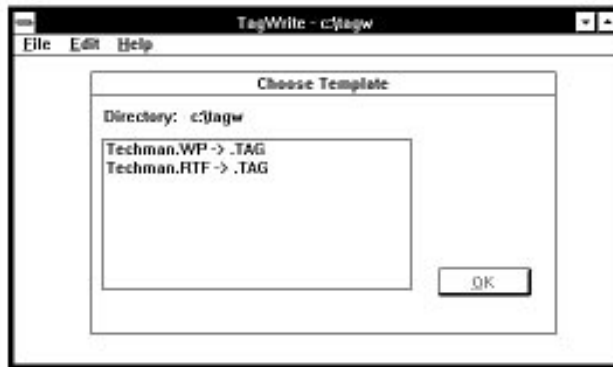 TagWrite - c:\tagw
File Edit Help
Choose Template
Directory: c:\tagw
Techman.WP -> .TAG
Techman.RTF -> .TAG
OK